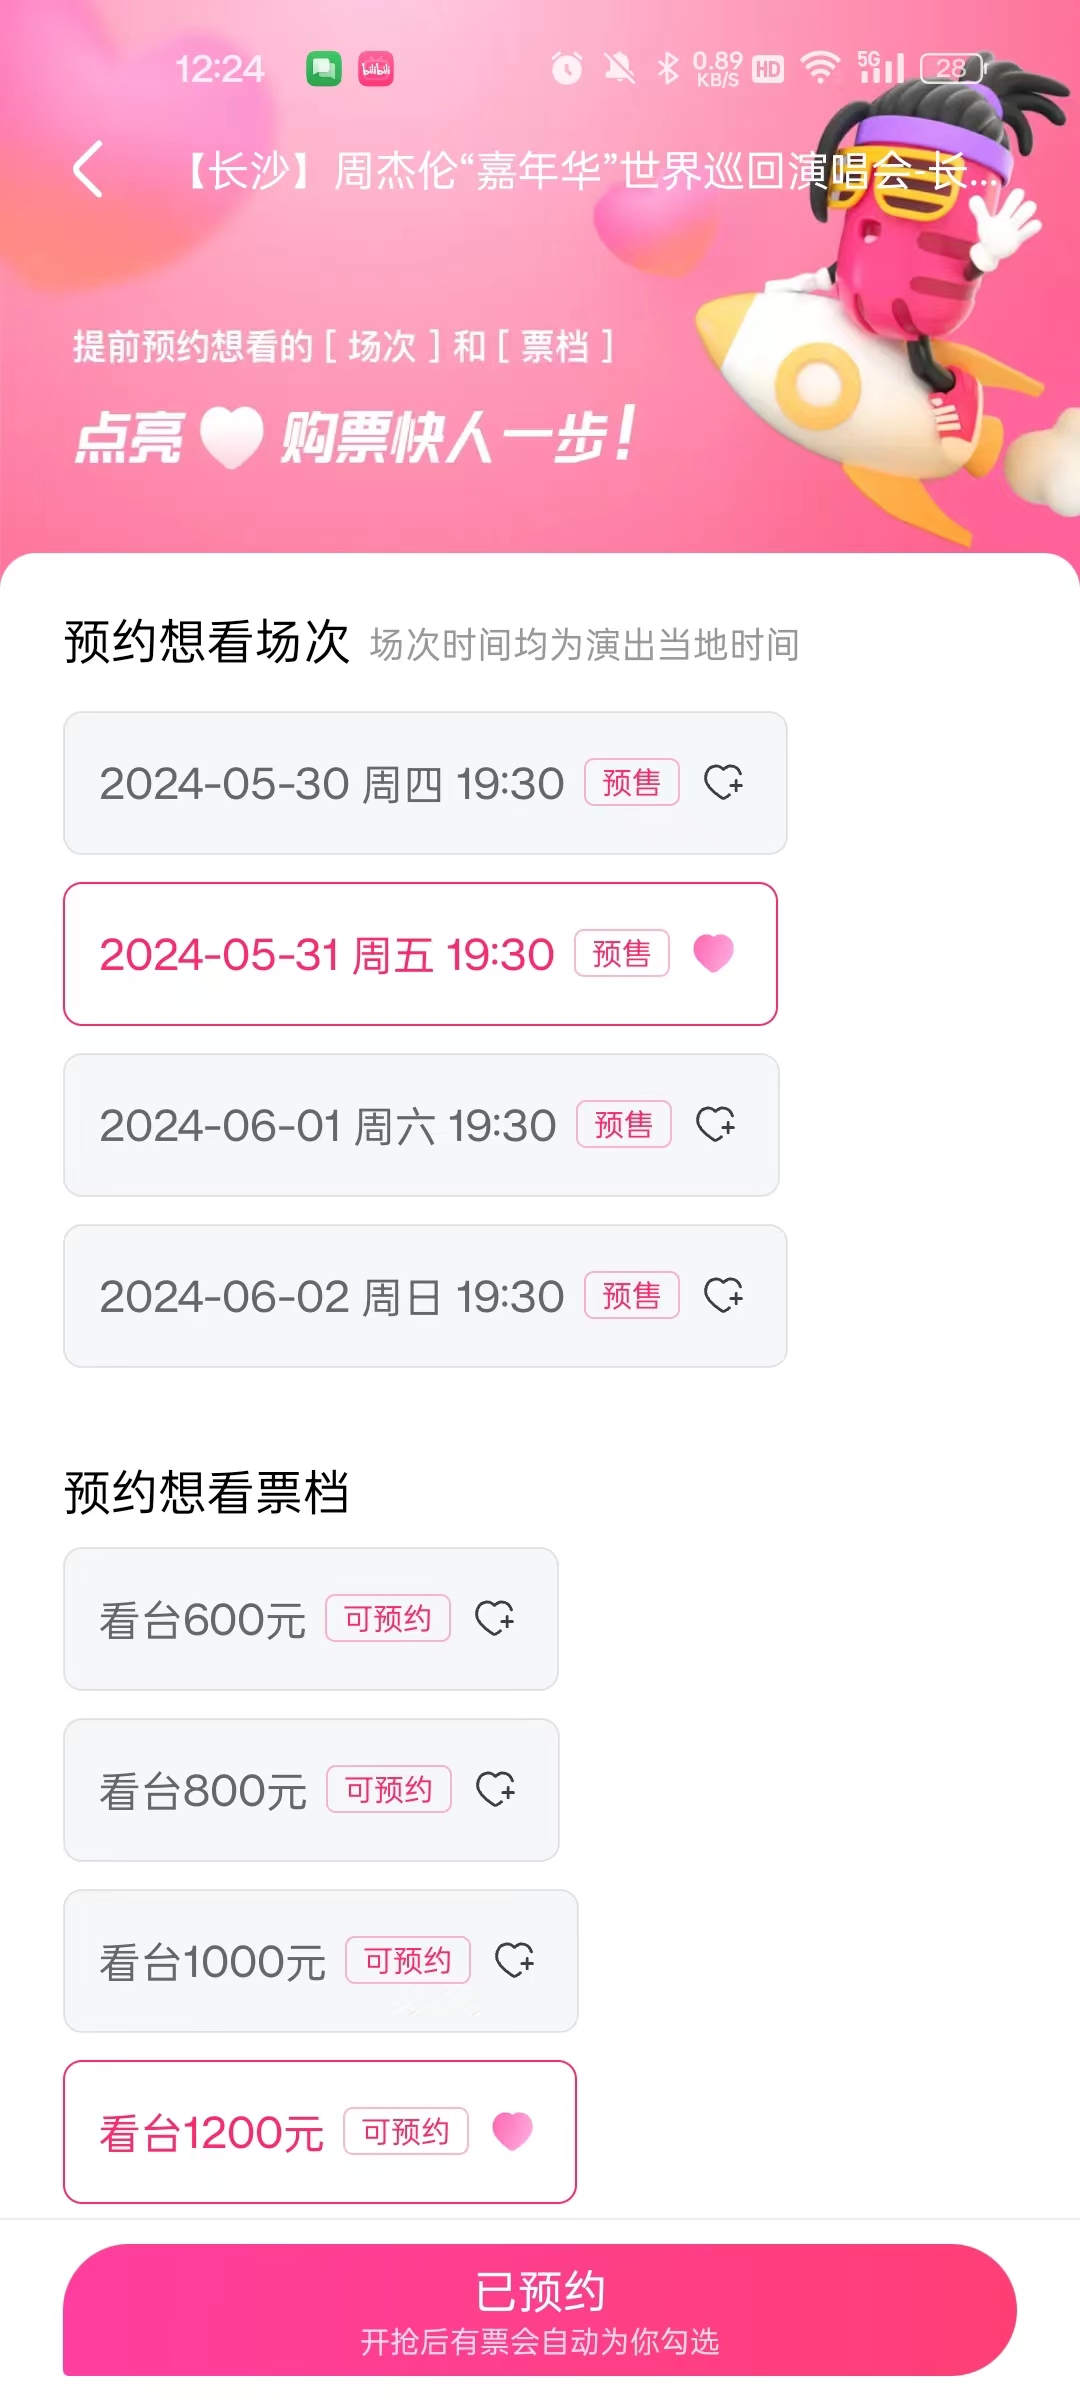 12:24
bilibili
0.89 KB/S
HD
5G
28
【长沙】周杰伦“嘉年华”世界巡回演唱会-长...
提前预约想看的[ 场次 ]和[ 票档 ]
点亮 购票快人一步!
预约想看场次 场次时间均为演出当地时间
2024-05-30 周四 19:30 预售
2024-05-31 周五 19:30 预售
2024-06-01 周六 19:30 预售
2024-06-02 周日 19:30 预售
预约想看票档
看台600元 可预约
看台800元 可预约
看台1000元 可预约
看台1200元 可预约
已预约
开抢后有票会自动为你勾选